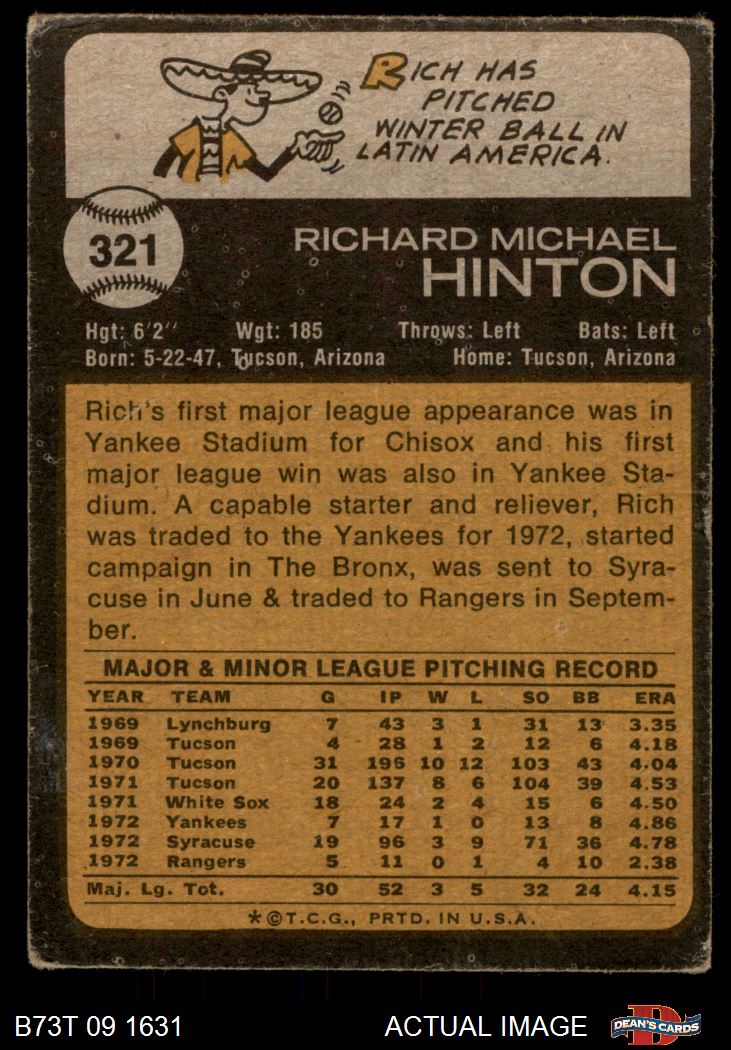 RICH HAS
PITCHED
WINTER BALL IN
LATIN AMERICA.
321
RICHARD MICHAEL
HINTON
Hgt: 6'2" Wgt: 185 Throws: Left Bats: Left
Born: 5-22-47, Tucson, Arizona Home: Tucson, Arizona
Rich's first major league appearance was in
Yankee Stadium for Chisox and his first
major league win was also in Yankee Sta-
dium. A capable starter and reliever, Rich
was traded to the Yankees for 1972, started
campaign in The Bronx, was sent to Syra-
cuse in June & traded to Rangers in Septem-
ber.
MAJOR & MINOR LEAGUE PITCHING RECORD
YEAR TEAM G IP W L SO BB ERA
1969 Lynchburg 7 43 3 1 31 13 3.35
1969 Tucson 4 28 1 2 12 6 4.18
1970 Tucson 31 196 10 12 103 43 4.04
1971 Tucson 20 137 8 6 104 39 4.53
1971 White Sox 18 24 2 4 15 6 4.50
1972 Yankees 7 17 1 0 13 8 4.86
1972 Syracuse 19 96 3 9 71 36 4.78
1972 Rangers 5 11 0 1 4 10 2.38
Maj. Lg. Tot. 30 52 3 5 32 24 4.15
*©T.C.G., PRTD. IN U.S.A.
B73T 09 1631 ACTUAL IMAGE DEAN'S CARDS